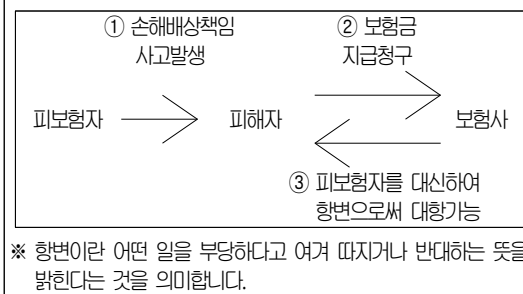 ① 손해배상책임 ② 보험금
사고발생 지급청구
피보험자 피해자 보험사
③ 피보험자를 대신하여
항변으로써 대항가능
※ 항변이란 어떤 일을 부당하다고 여겨 따지거나 반대하는 뜻을
밝힌다는 것을 의미합니다.